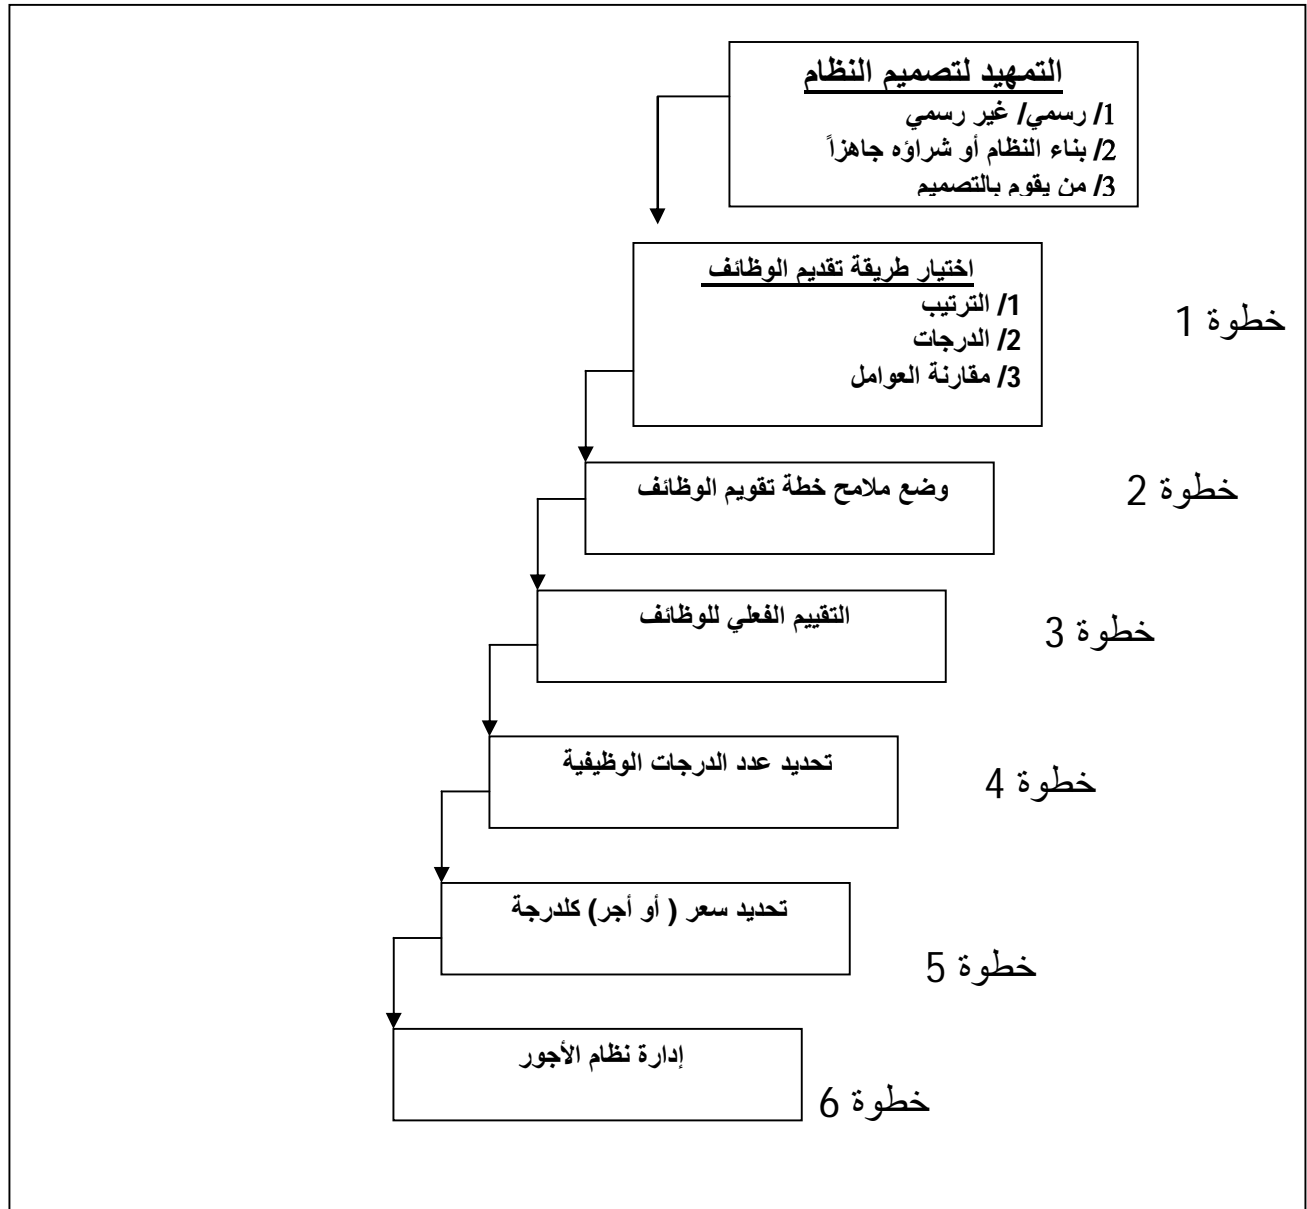 التمهيد لتصميم النظام
1/ رسمي/ غير رسمي
2/ بناء النظام أو شراؤه جاهزاً
3/ من يقوم بالتصميم
اختيار طريقة تقديم الوظائف
1/ الترتيب
2/ الدرجات
3/ مقارنة العوامل
خطوة 1
وضع ملامح خطة تقويم الوظائف
خطوة 2
التقييم الفعلي للوظائف
خطوة 3
تحديد عدد الدرجات الوظيفية
خطوة 4
تحديد سعر ( أو أجر) كلدرجة
خطوة 5
إدارة نظام الأجور
خطوة 6